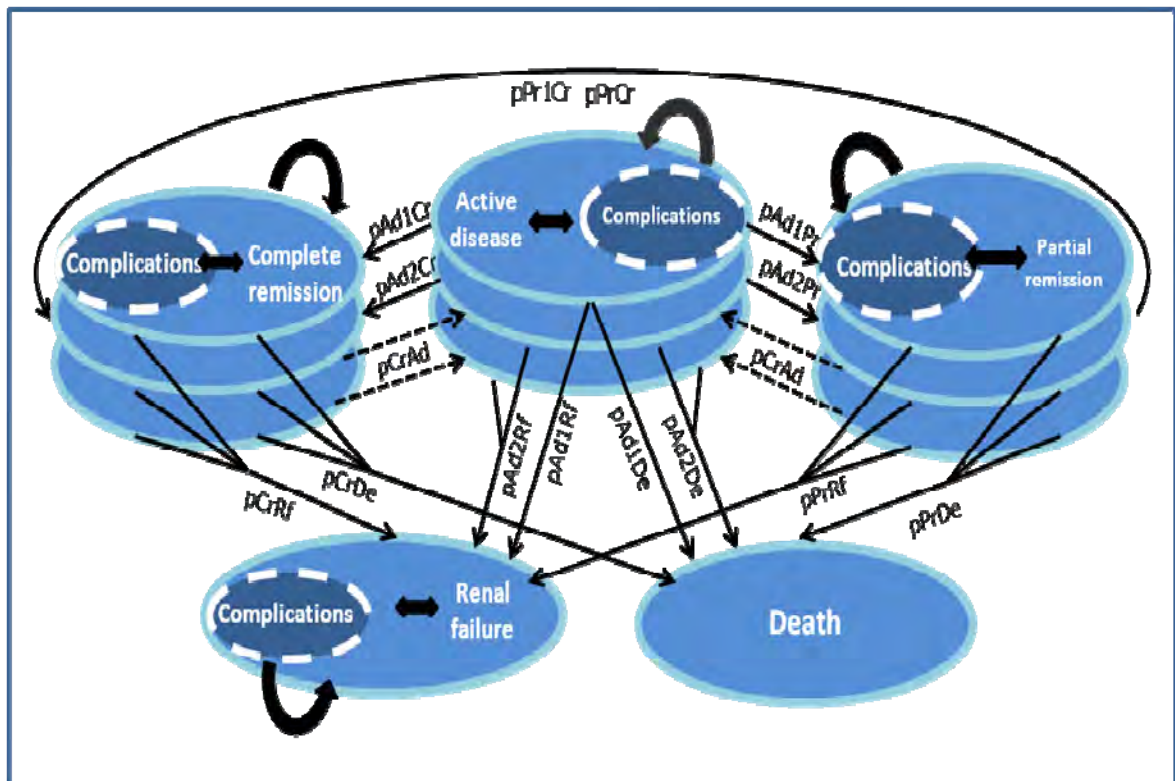 pPr1Cr pPrCr
Active
disease
Complications
pAd1Cr
pAd2Cr
pCrAd
Complications
Complete
remission
pAd1Pr
pAd2Pr
pCrAd
Complications
Partial
remission
pCrRf
pCrDe
pAd2Rf
pAd1Rf
pAd1De
pAd2De
pPrRf
pPrDe
Complications
Renal
failure
Death